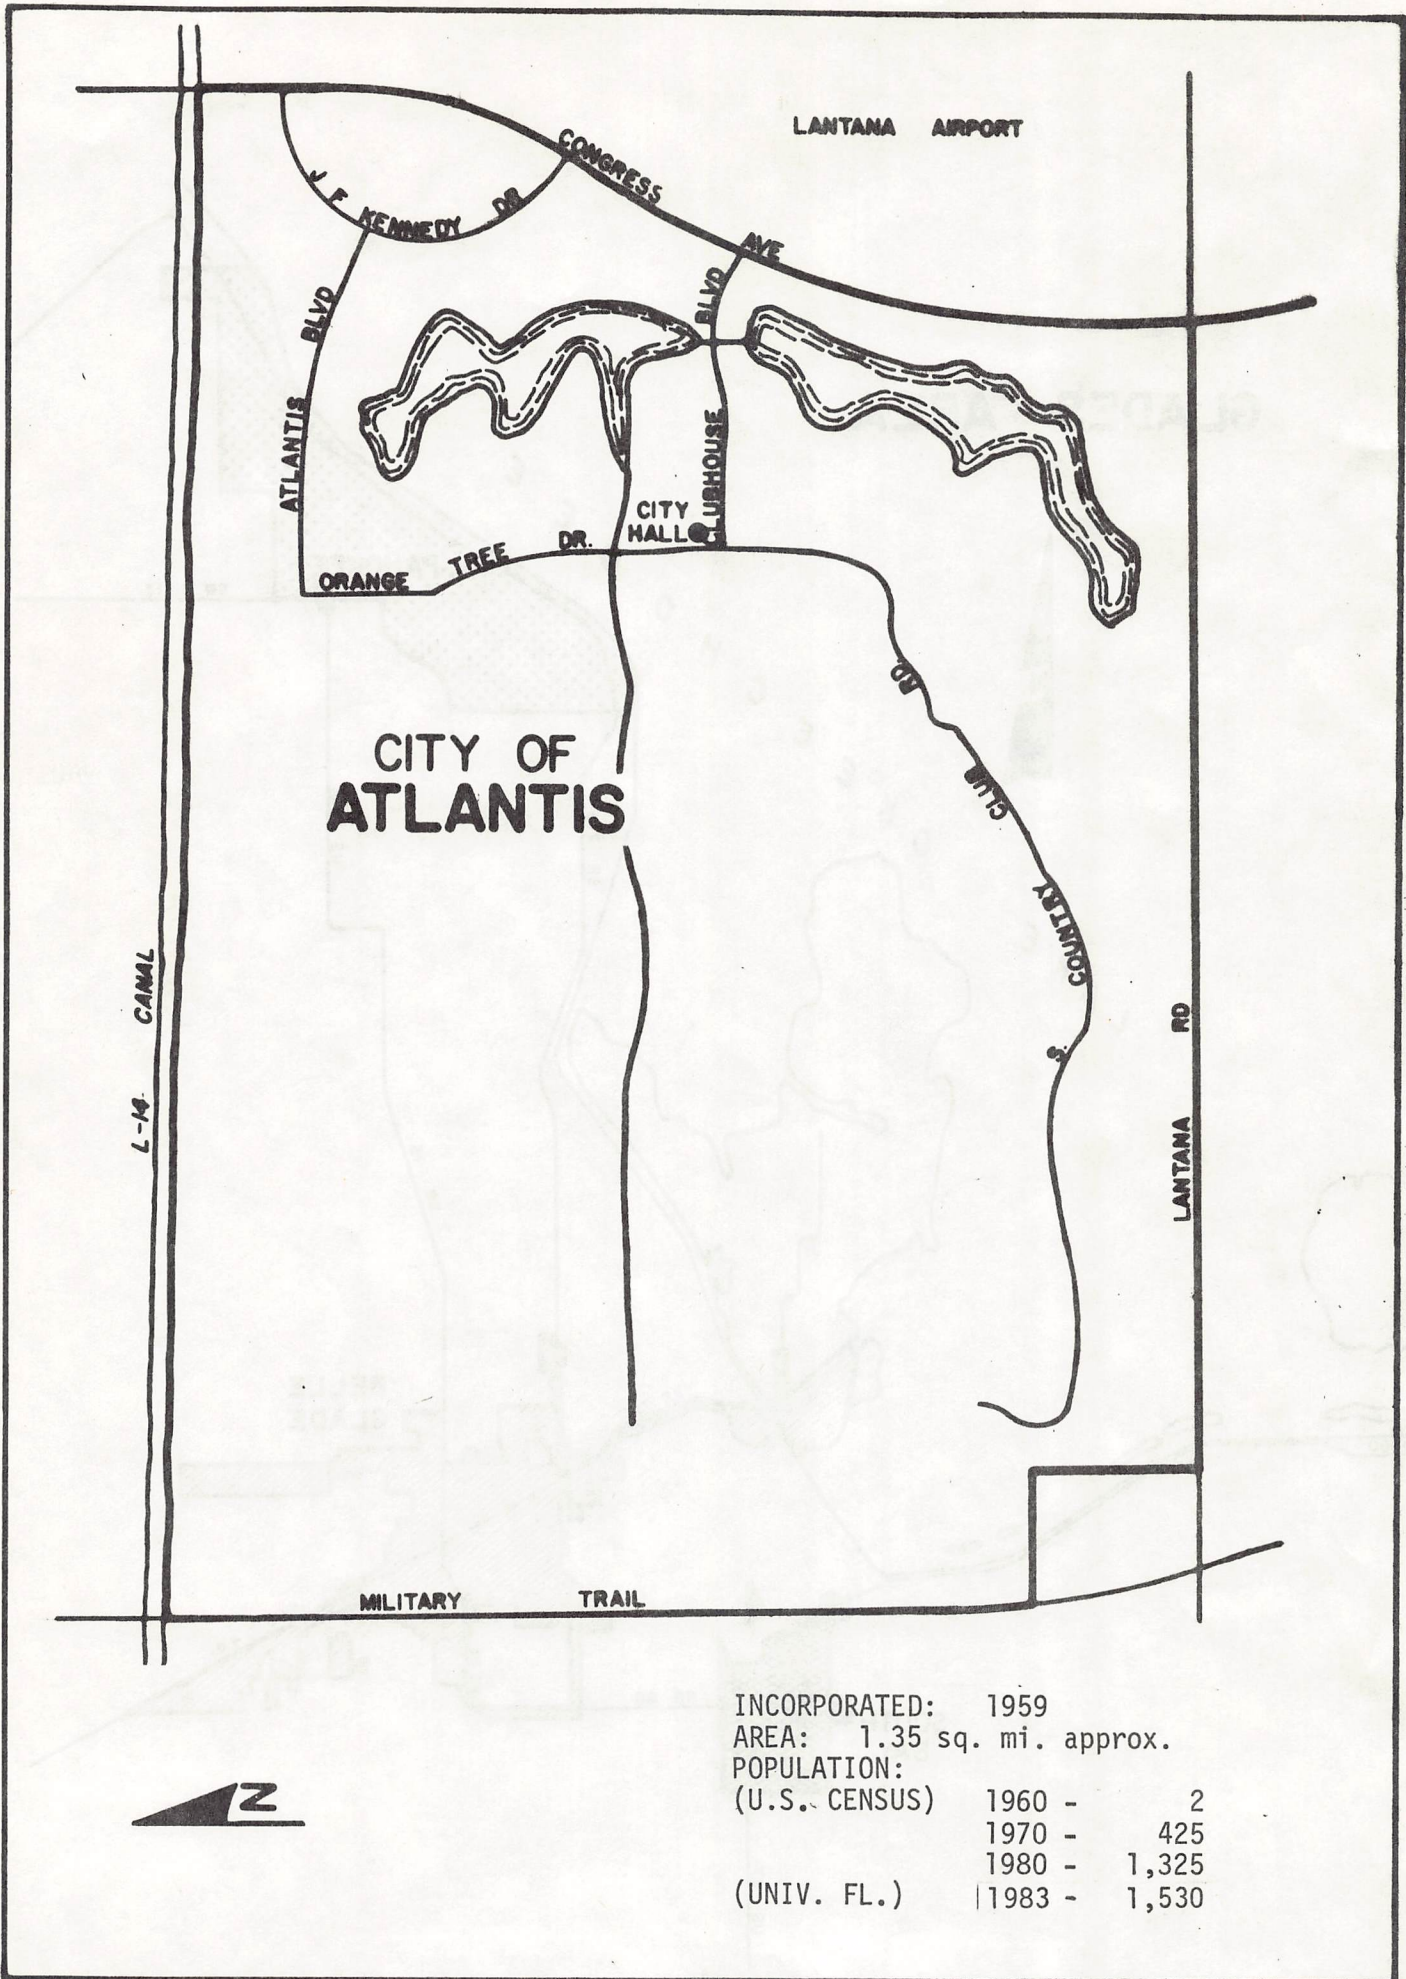 LANTANA AIRPORT
CONGRESS AVE
J F KENNEDY DR
ATLANTIS BLVD
CLUBHOUSE BLVD
CITY
HALL
ORANGE TREE DR.
S. COUNTRY CLUB RD.
CITY OF
ATLANTIS
L-14 CANAL
LANTANA RD
MILITARY TRAIL
N
INCORPORATED: 1959
AREA: 1.35 sq. mi. approx.
POPULATION:
(U.S. CENSUS) 1960 - 2
1970 - 425
1980 - 1,325
(UNIV. FL.) 1983 - 1,530